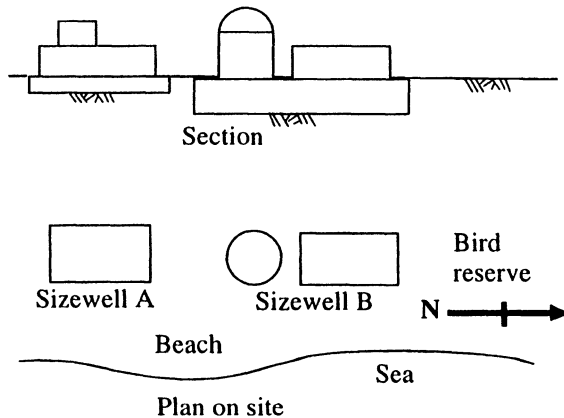 Section
Bird
reserve
Sizewell A
Sizewell B
N
Beach
Sea
Plan on site